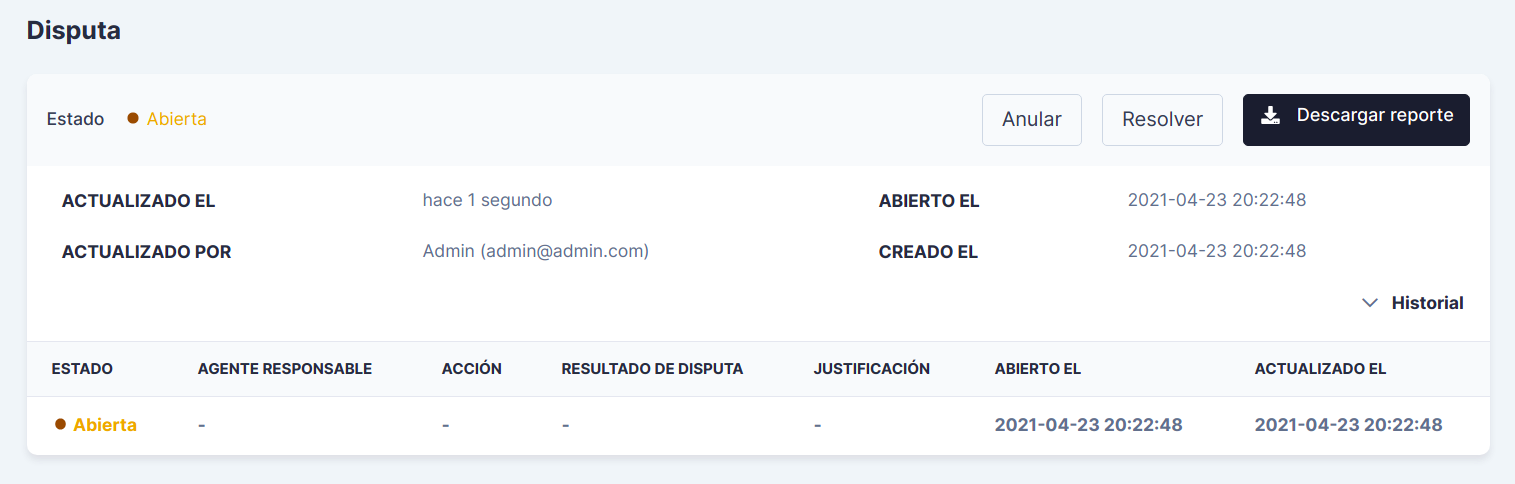 Disputa
Estado Abierta Anular Resolver Descargar reporte
ACTUALIZADO EL hace 1 segundo ABIERTO EL 2021-04-23 20:22:48
ACTUALIZADO POR Admin (admin@admin.com) CREADO EL 2021-04-23 20:22:48
Historial
ESTADO AGENTE RESPONSABLE ACCIÓN RESULTADO DE DISPUTA JUSTIFICACIÓN ABIERTO EL ACTUALIZADO EL
Abierta - - - - 2021-04-23 20:22:48 2021-04-23 20:22:48